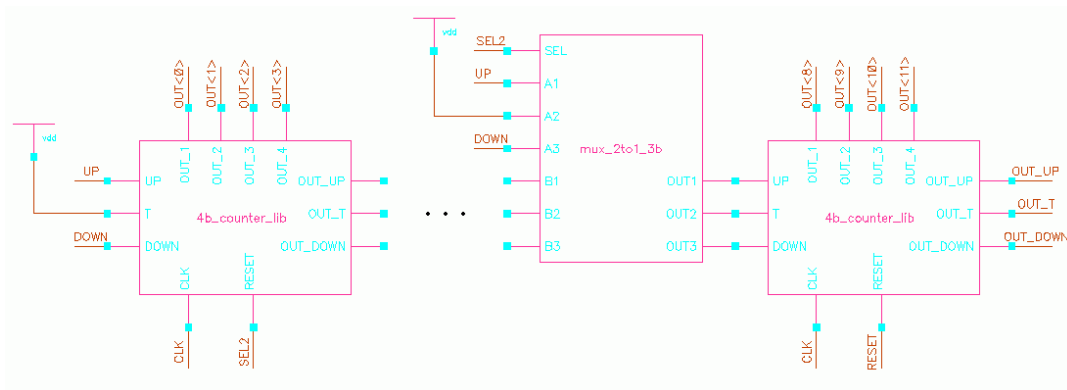 vdd
UP
DOWN
OUT<0>
OUT<1>
OUT<2>
OUT<3>
OUT_1
OUT_2
OUT_3
OUT_4
UP
T
DOWN
4b_counter_lib
OUT_UP
OUT_T
OUT_DOWN
CLK
RESET
CLK
SEL2
...
vdd
SEL2
UP
DOWN
SEL
A1
A2
A3
B1
B2
B3
mux_2to1_3b
OUT1
OUT2
OUT3
OUT<8>
OUT<9>
OUT<10>
OUT<11>
OUT_1
OUT_2
OUT_3
OUT_4
UP
T
DOWN
4b_counter_lib
OUT_UP
OUT_T
OUT_DOWN
CLK
RESET
CLK
RESET
OUT_UP
OUT_T
OUT_DOWN